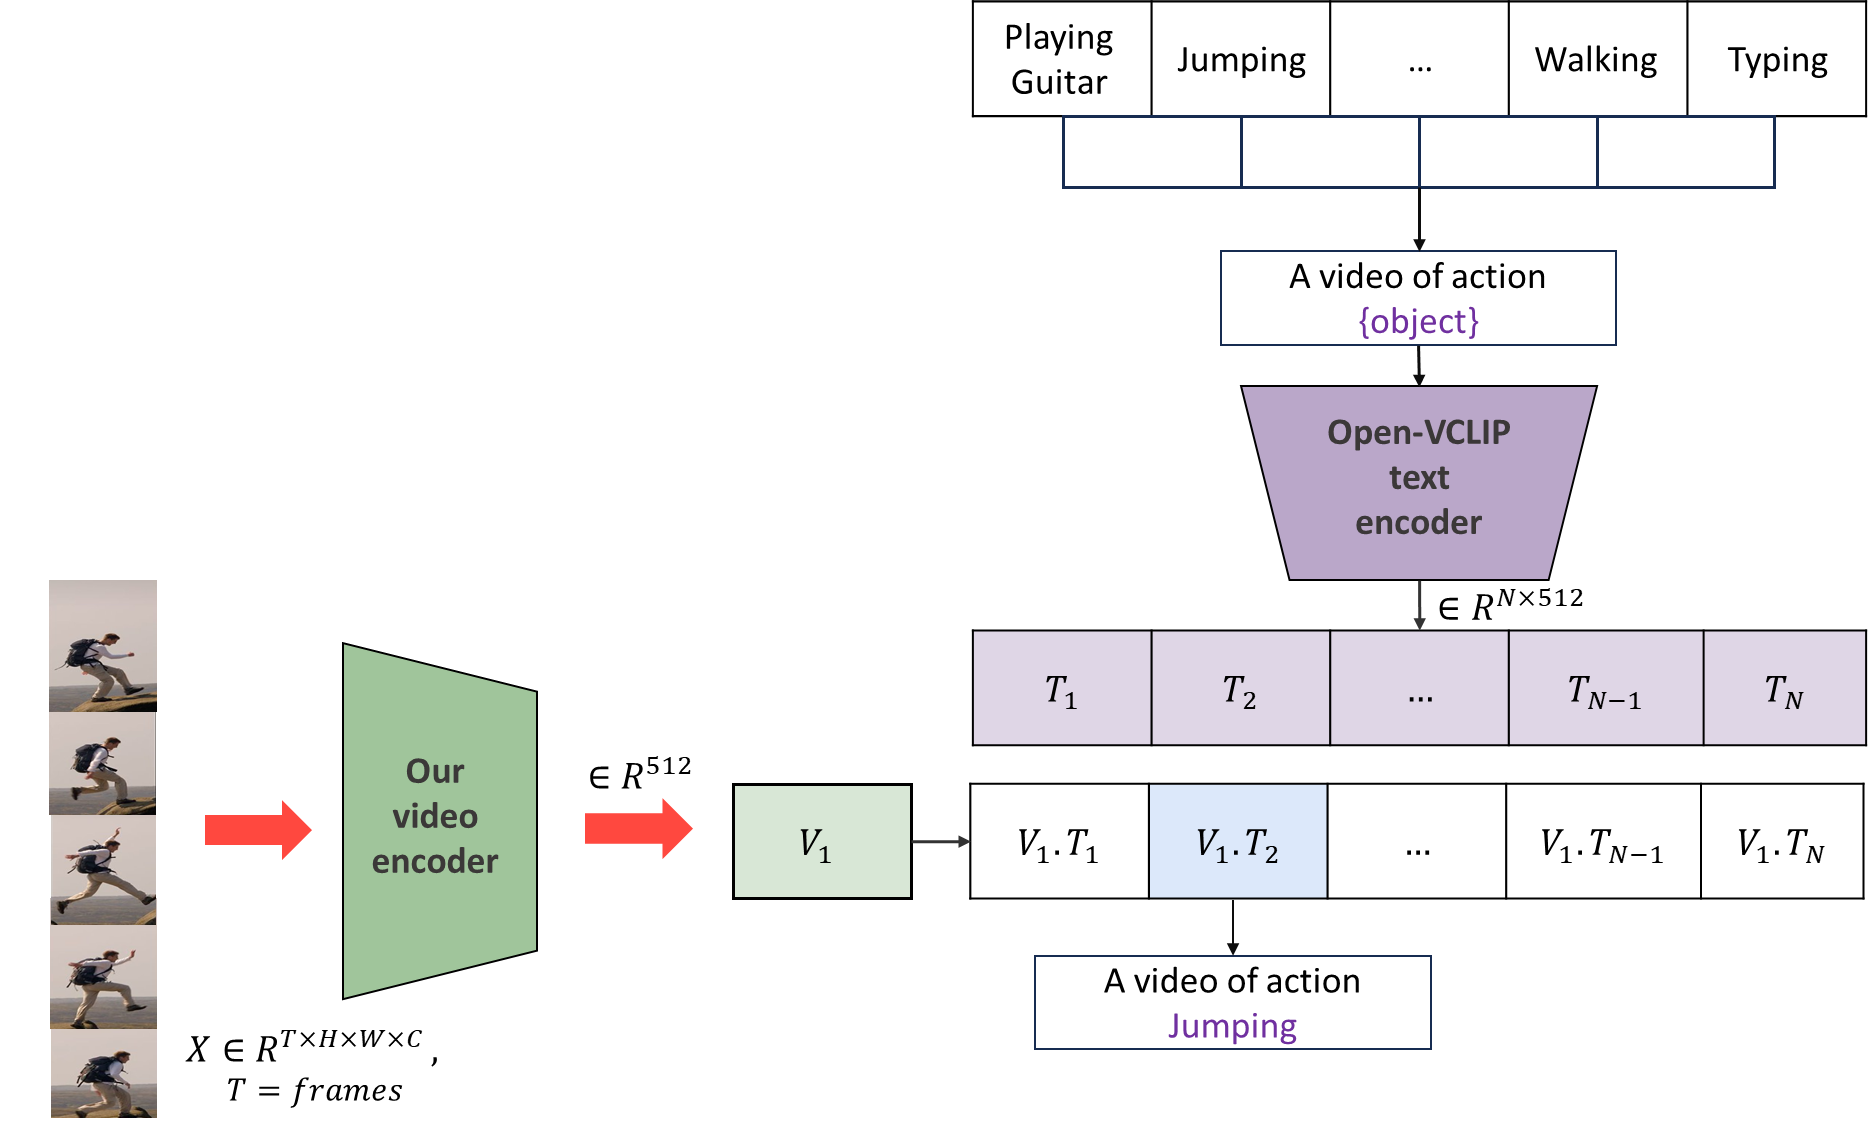 Playing
Guitar
Jumping
...
Walking
Typing
A video of action
{object}
Open-VCLIP
text
encoder
∈ R^{N×512}
T_1
T_2
...
T_{N−1}
T_N
Our
video
encoder
∈ R^{512}
V_1
V_1.T_1
V_1.T_2
...
V_1.T_{N−1}
V_1.T_N
A video of action
Jumping
X ∈ R^{T×H×W×C} ,
T = frames